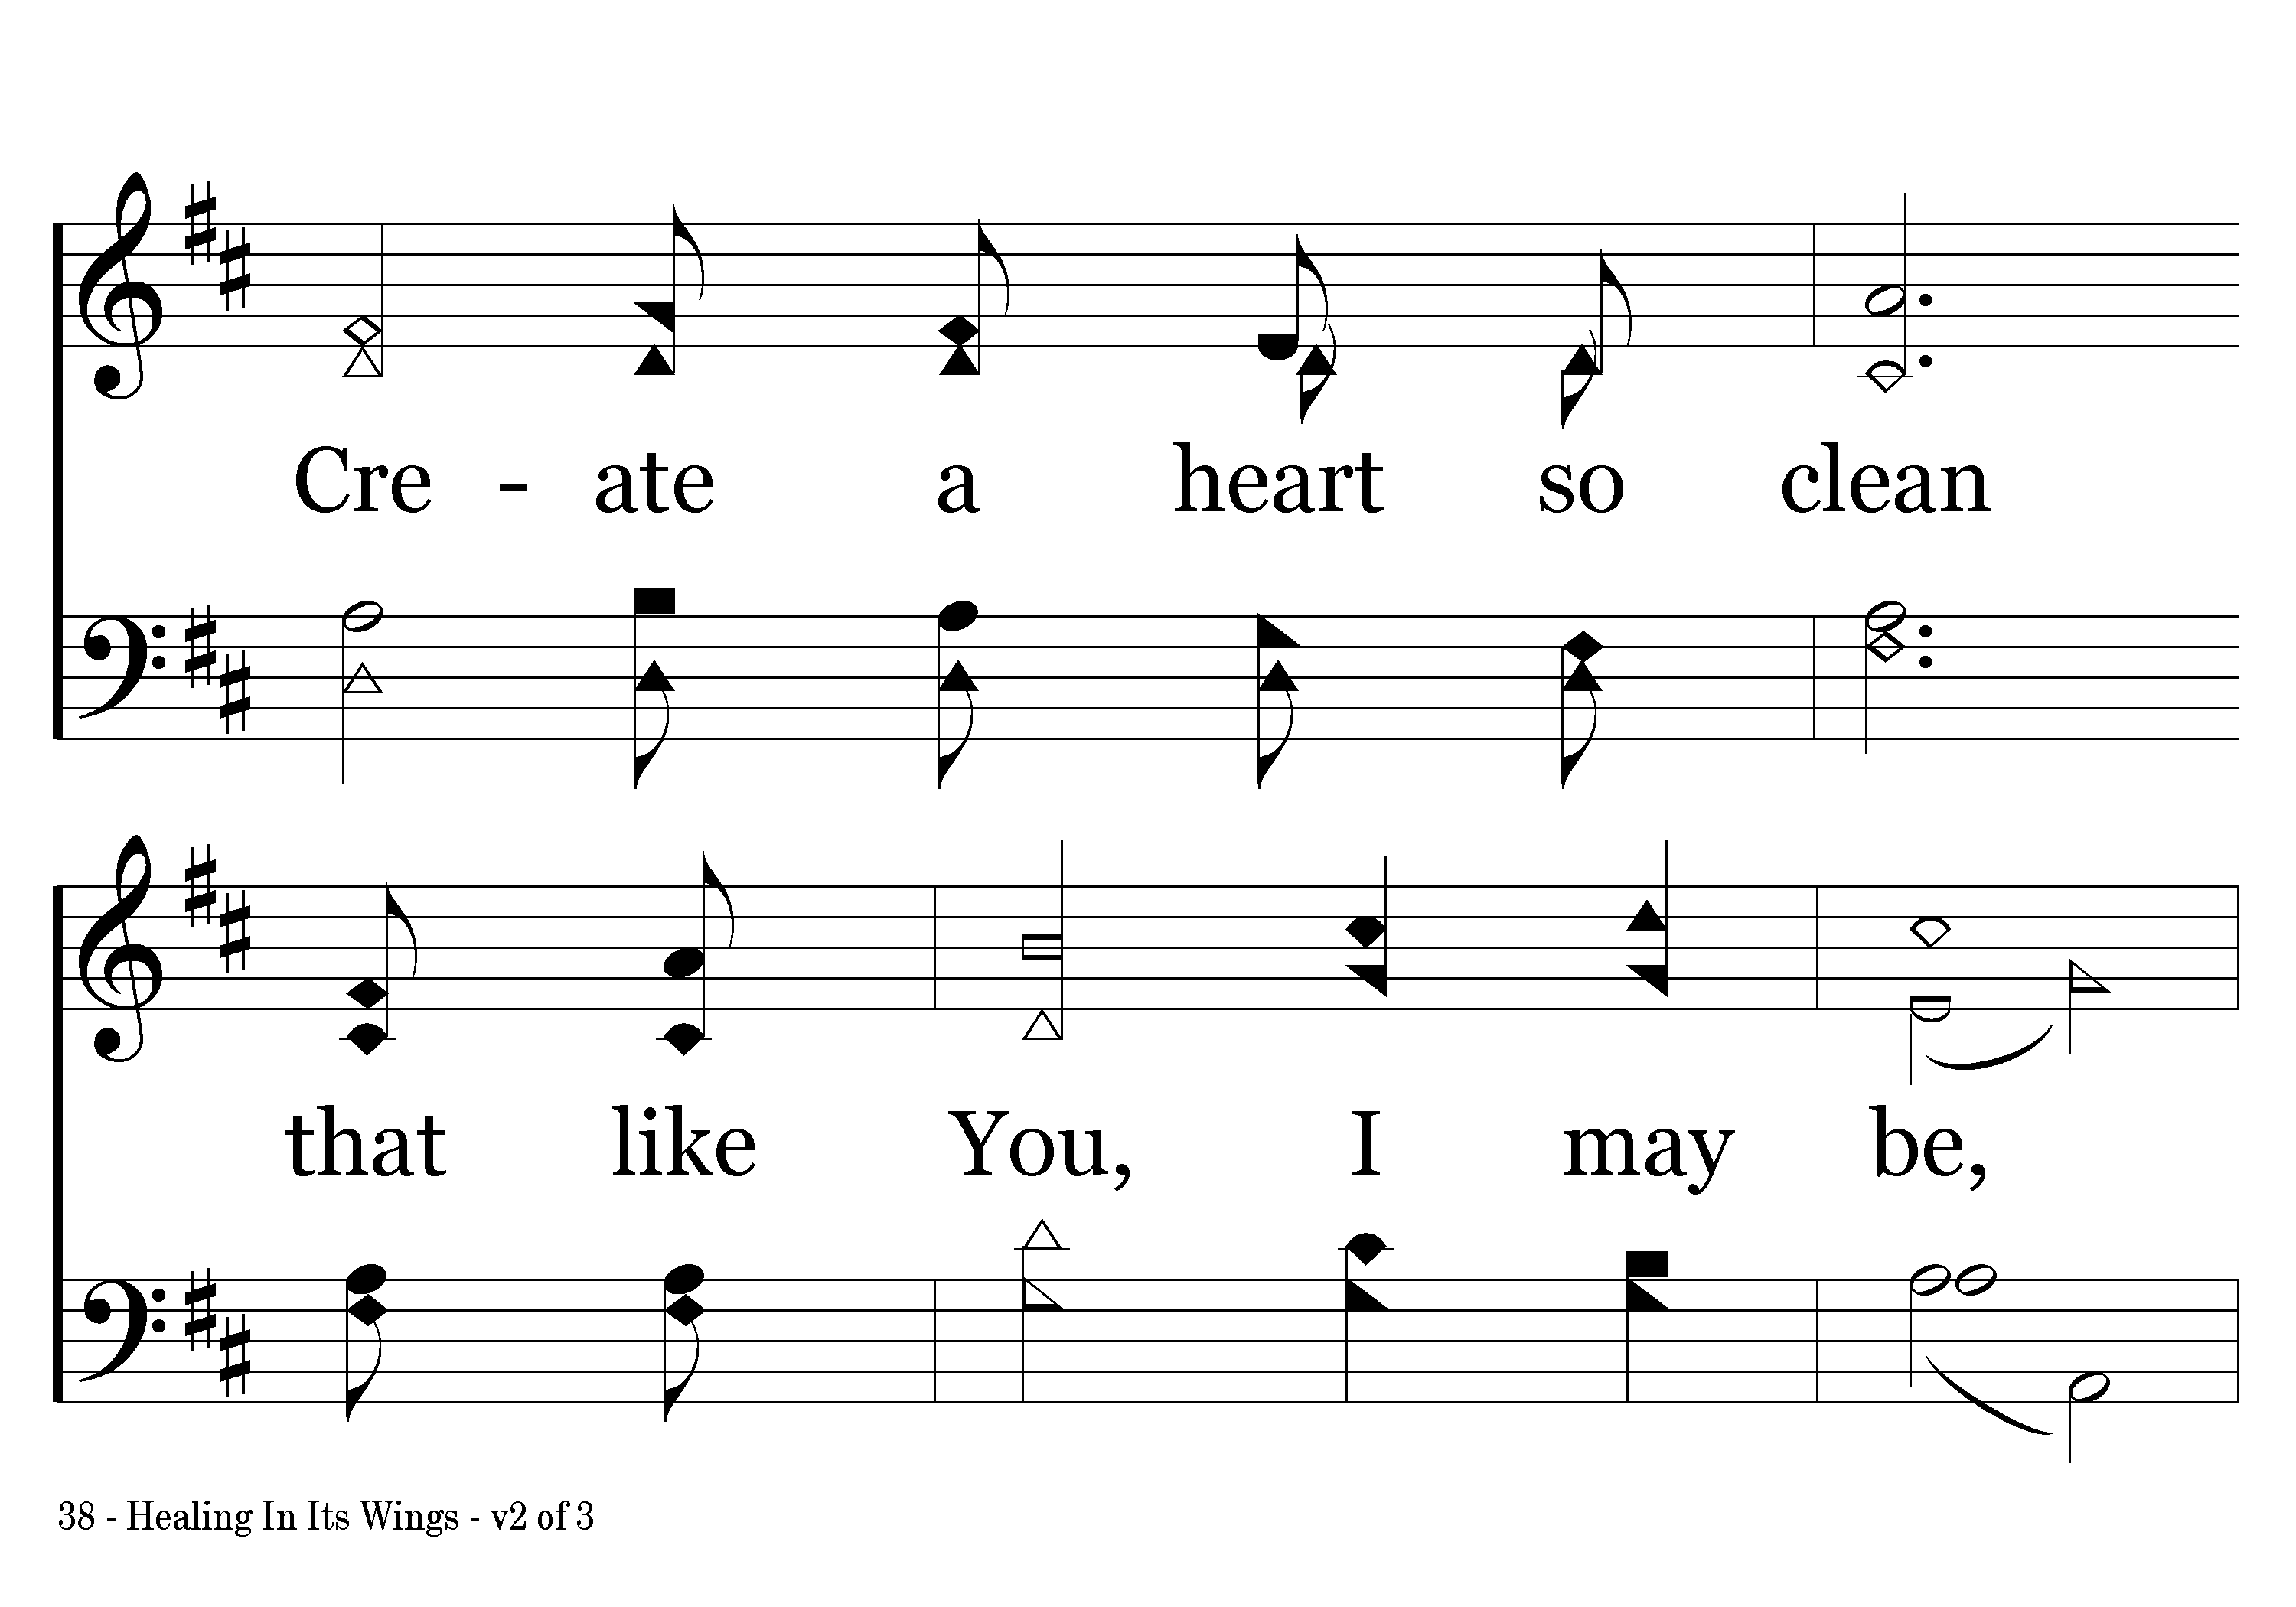 Cre - ate a heart so clean
that like You, I may be,
38 - Healing In Its Wings - v2 of 3